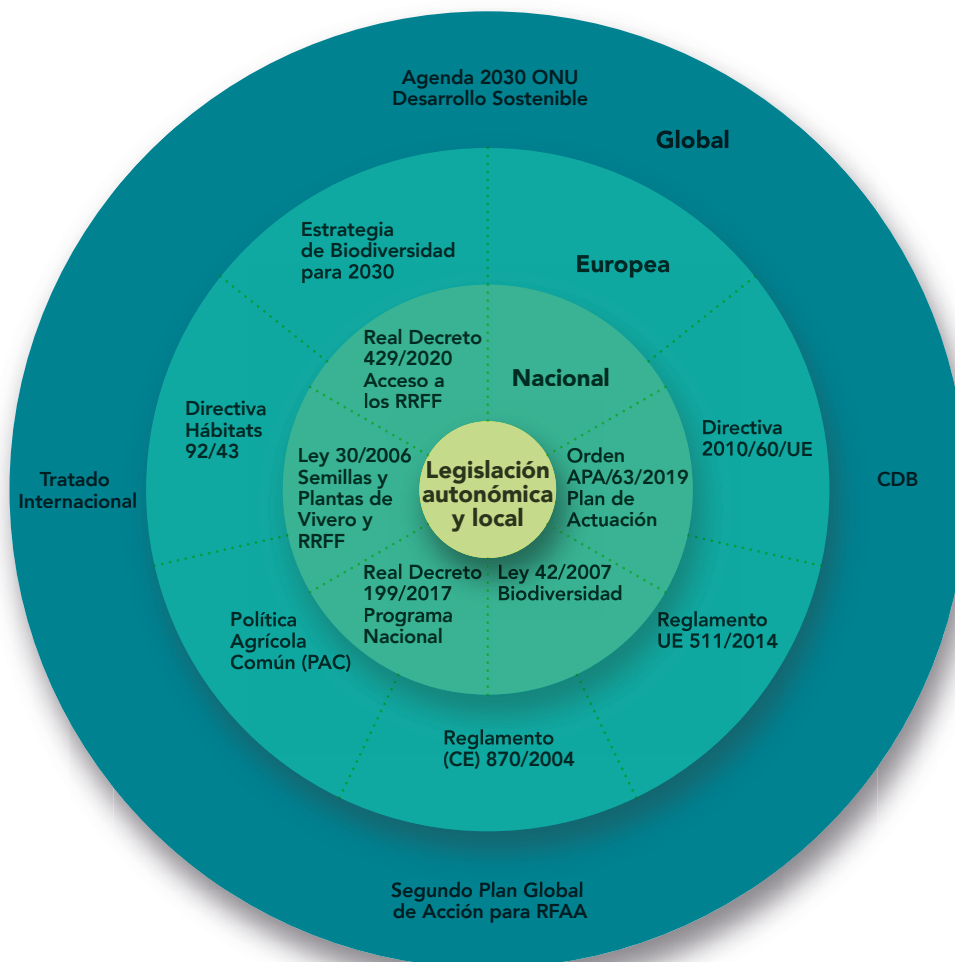 Agenda 2030 ONU
Desarrollo Sostenible
Global
Estrategia
de Biodiversidad
para 2030
Europea
Real Decreto
429/2020
Acceso a
los RRFF
Nacional
Directiva
Hábitats
92/43
Directiva
2010/60/UE
Tratado
Internacional
CDB
Ley 30/2006
Semillas y
Plantas de
Vivero y
RRFF
Legislación
autonómica
y local
Orden
APA/63/2019
Plan de
Actuación
Real Decreto
199/2017
Programa
Nacional
Ley 42/2007
Biodiversidad
Política
Agrícola
Común (PAC)
Reglamento
UE 511/2014
Reglamento
(CE) 870/2004
Segundo Plan Global
de Acción para RFAA